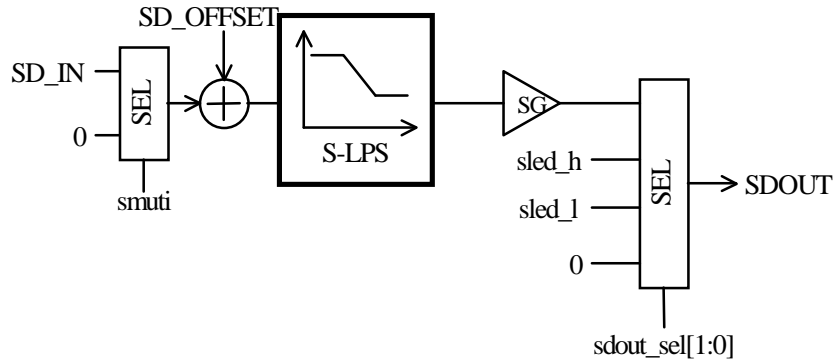 SD_OFFSET
SD_IN
SEL
0
smuti
S-LPS
SG
sled_h
sled_l
0
SEL
SDOUT
sdout_sel[1:0]